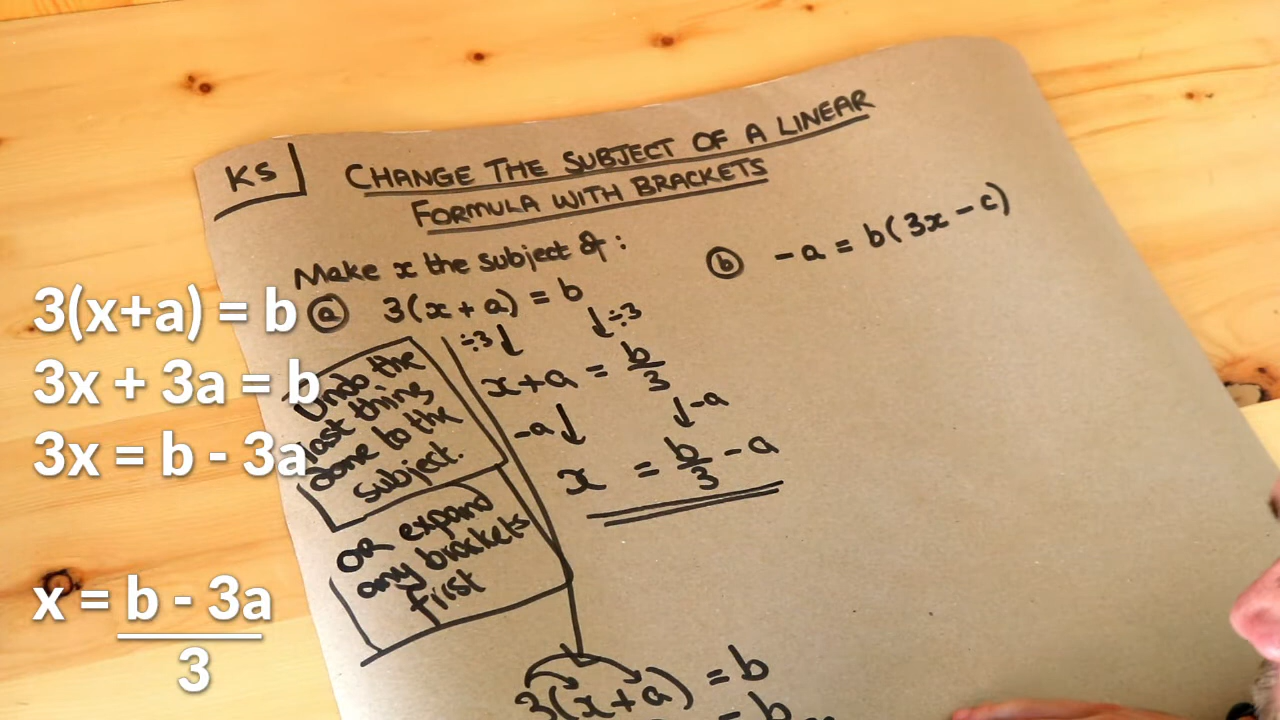 K5
CHANGE THE SUBJECT OF A LINEAR
FORMULA WITH BRACKETS
Make x the subject of:
ⓐ 3(x + a) = b
÷3↓ ↓÷3
x+a = b/3
-a↓ ↓-a
x = b/3 - a
Undo the
last thing
done to the
subject.
OR expand
any brackets
first
3(x+a) = b
= b
ⓑ -a = b(3x - c)
3(x+a) = b
3x + 3a = b
3x = b - 3a
x = b - 3a
3